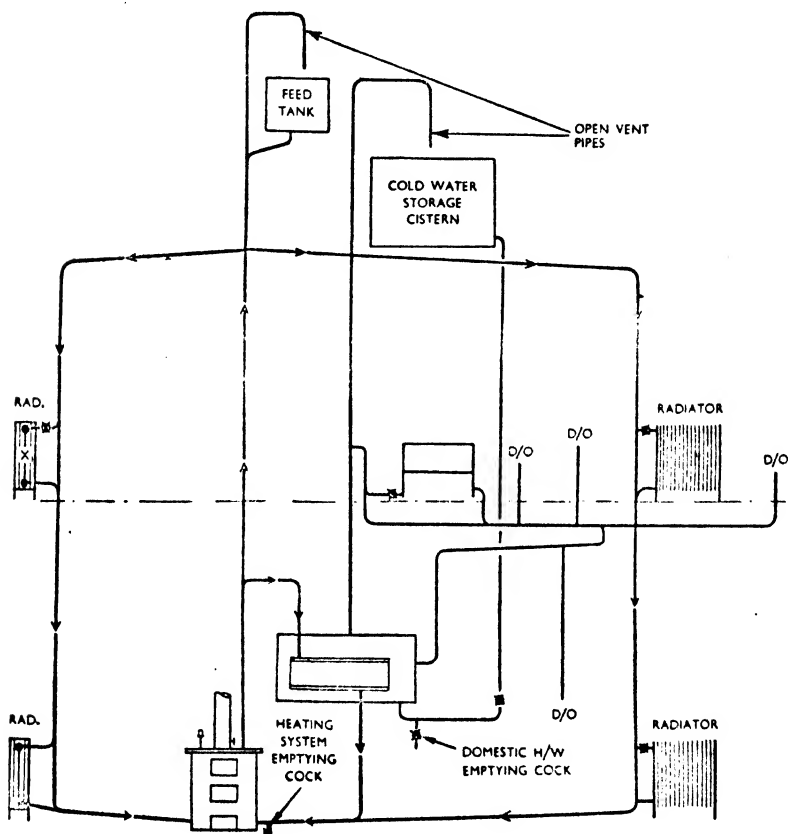 FEED
TANK
OPEN VENT
PIPES
COLD WATER
STORAGE
CISTERN
RAD.
RADIATOR
D/O
D/O
D/O
RAD.
HEATING
SYSTEM
EMPTYING
COCK
DOMESTIC H/W
EMPTYING COCK
D/O
RADIATOR